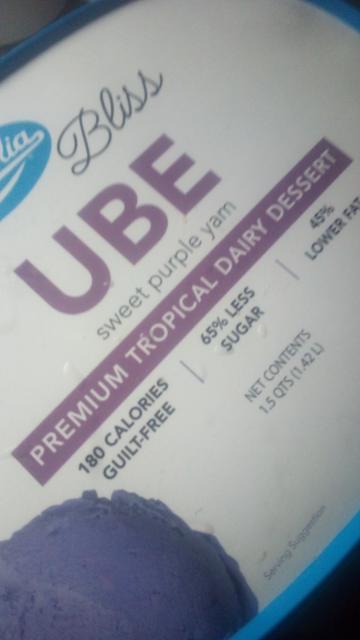 Bliss
UBE
sweet purple yam
PREMIUM TROPICAL DAIRY DESSERT
180 CALORIES
GUILT-FREE
65% LESS
SUGAR
45%
LOWER FAT
NET CONTENTS
1.5 QTS (1.42 L)
Serving Suggestion